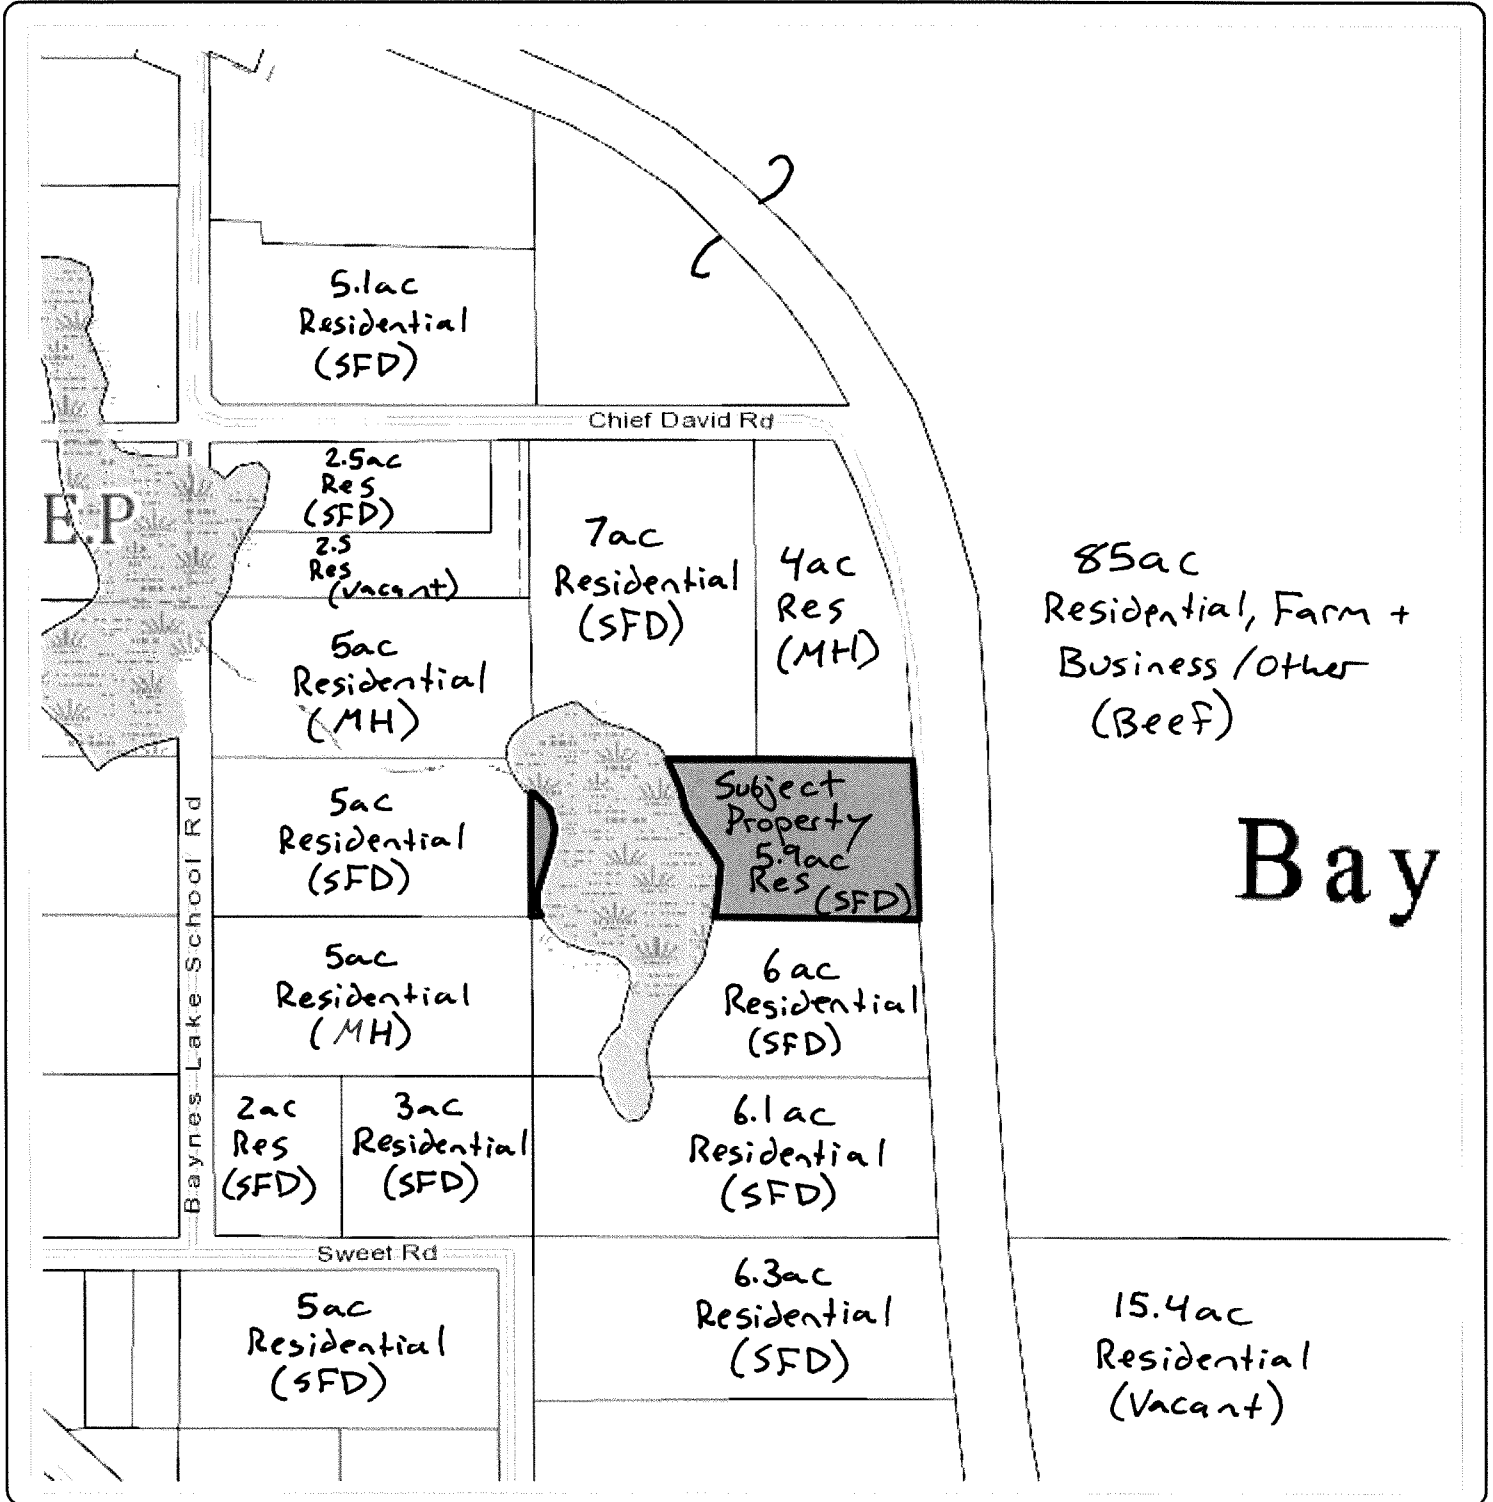 5.1ac
Residential
(SFD)
Chief David Rd
2.5ac
Res
(SFD)
2.5
Res
(Vacant)
E.P
7ac
Residential
(SFD)
4ac
Res
(MH)
85ac
Residential, Farm +
Business/Other
(Beef)
5ac
Residential
(MH)
5ac
Residential
(SFD)
Subject
Property
5.9ac
Res (SFD)
Bay
Baynes Lake School Rd
5ac
Residential
(MH)
6ac
Residential
(SFD)
2ac
Res
(SFD)
3ac
Residential
(SFD)
6.1ac
Residential
(SFD)
Sweet Rd
5ac
Residential
(SFD)
6.3ac
Residential
(SFD)
15.4ac
Residential
(Vacant)